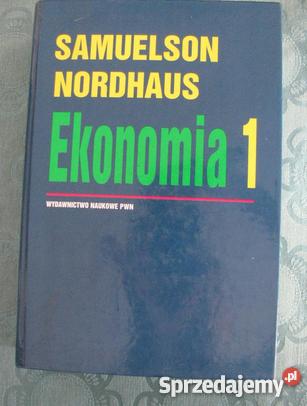 SAMUELSON
NORDHAUS
Ekonomia 1
WYDAWNICTWO NAUKOWE PWN
Sprzedajemy
.pl